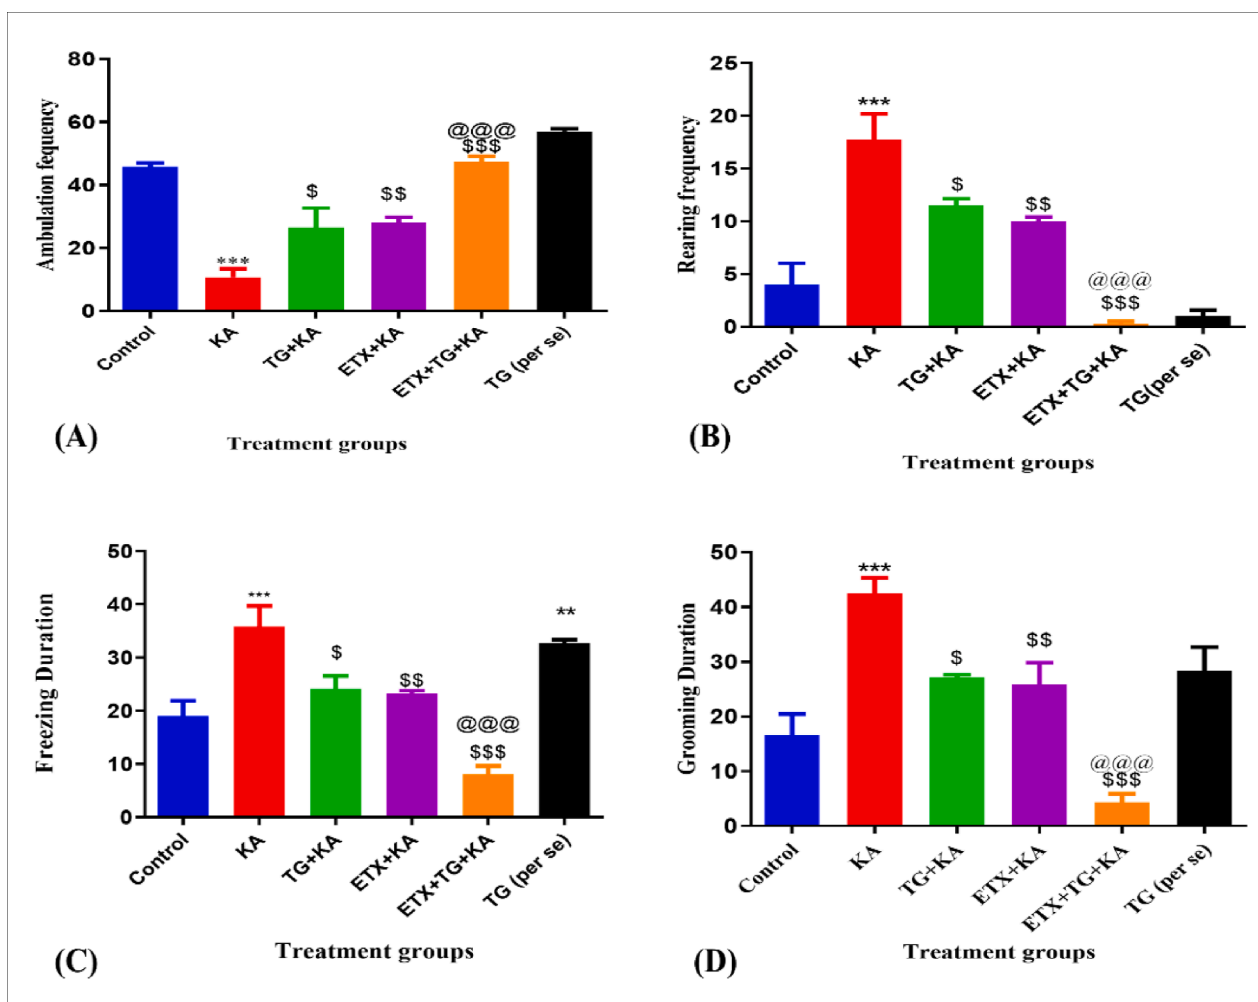 80
60
40
20
0
Ambulation fequency
***
$
$$
@@@
$$$
Control
KA
TG+KA
ETX+KA
ETX+TG+KA
TG (per se)
(A)
Treatment groups
25
20
15
10
5
0
Rearing frequency
***
$
$$
@@@
$$$
Control
KA
TG+KA
ETX+KA
ETX+TG+KA
TG(per se)
(B)
Treatment groups
50
40
30
20
10
0
Freezing Duration
***
$
$$
@@@
$$$
**
Control
KA
TG+KA
ETX+KA
ETX+TG+KA
TG (per se)
(C)
Treatment groups
50
40
30
20
10
0
Grooming Duration
***
$
$$
@@@
$$$
Control
KA
TG+KA
ETX+KA
ETX+TG+KA
TG (per se)
(D)
Treatment groups